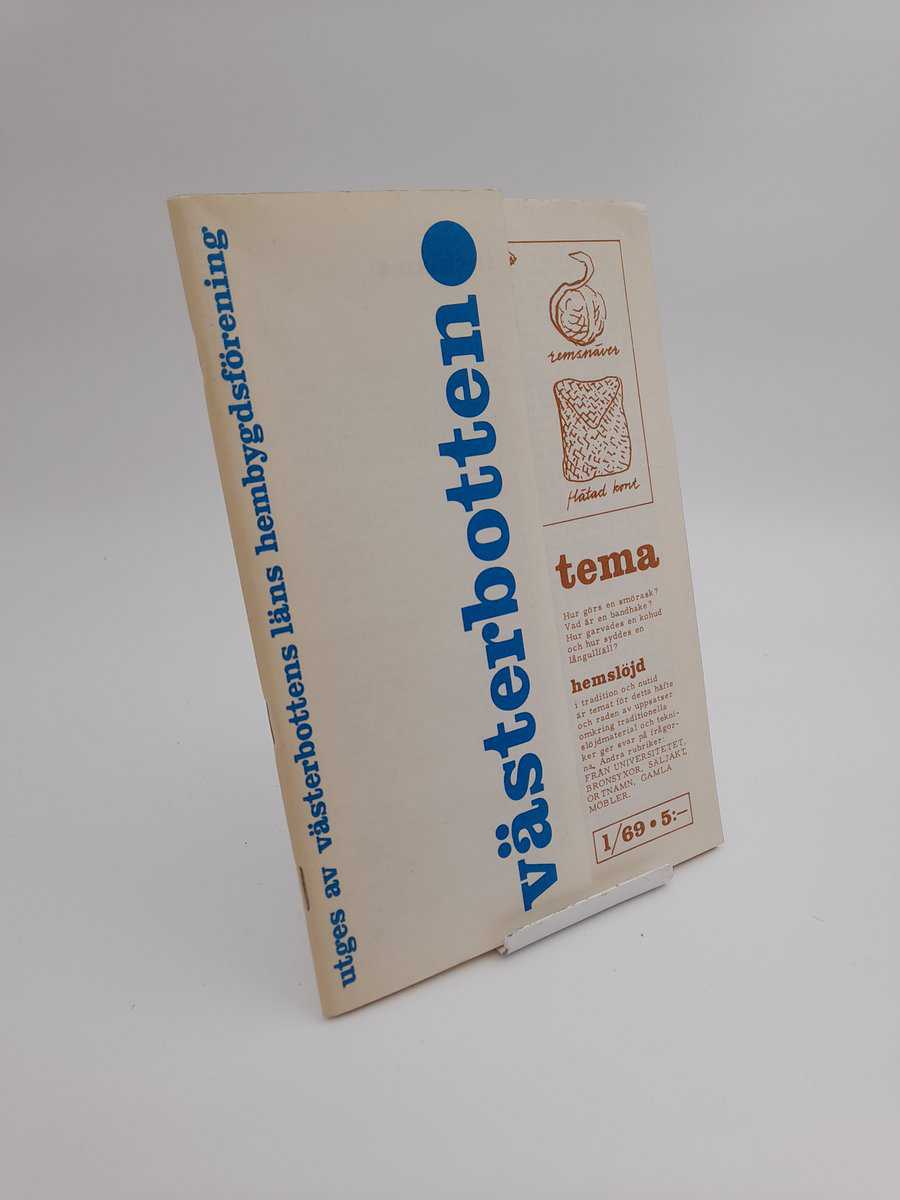 utges av västerbottens läns hembygdsförening
västerbotten
remsnäver
flätad kont
tema
Hur görs en smörask?
Vad är en bandhake?
Hur garvades en kohud
och hur syddes en
långullfäll?
hemslöjd
i tradition och nutid
är temat för detta häfte
och raden av uppsatser
omkring traditionella
slöjdmaterial och tekni-
ker ger svar på frågor-
na. Andra rubriker:
FRÅN UNIVERSITETET,
BRONSYXOR, SÄLJAKT,
ORTNAMN, GAMLA
MÖBLER.
1/69 • 5:-